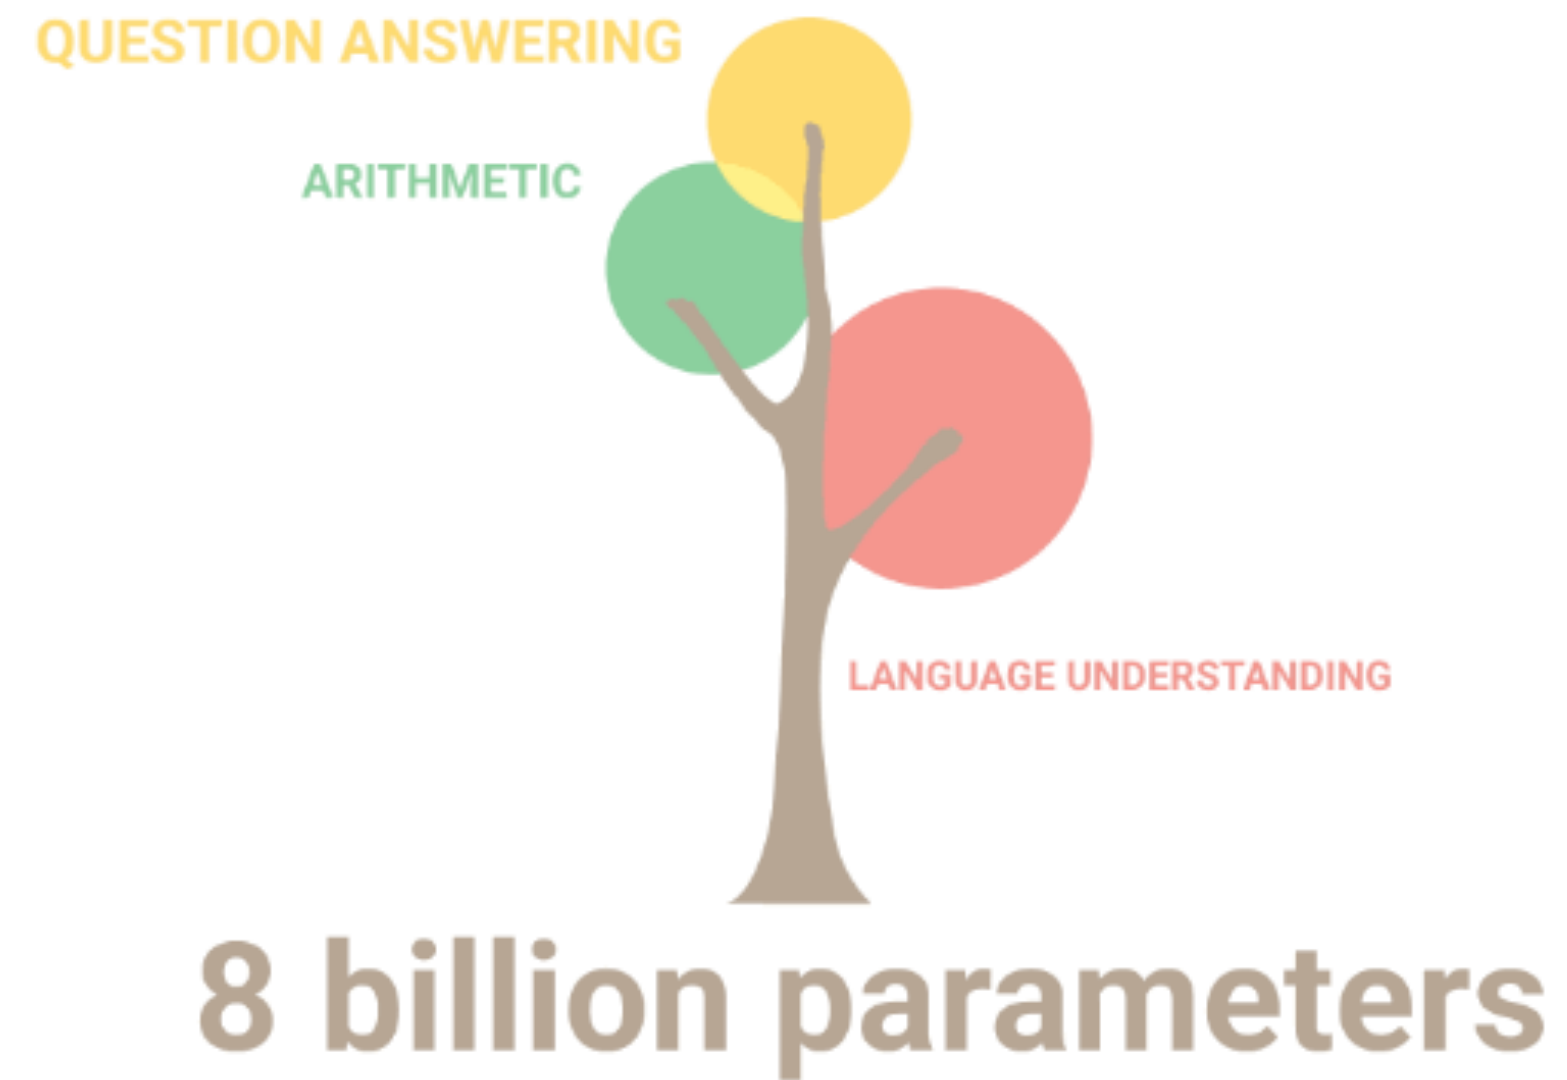 QUESTION ANSWERING
ARITHMETIC
LANGUAGE UNDERSTANDING
8 billion parameters